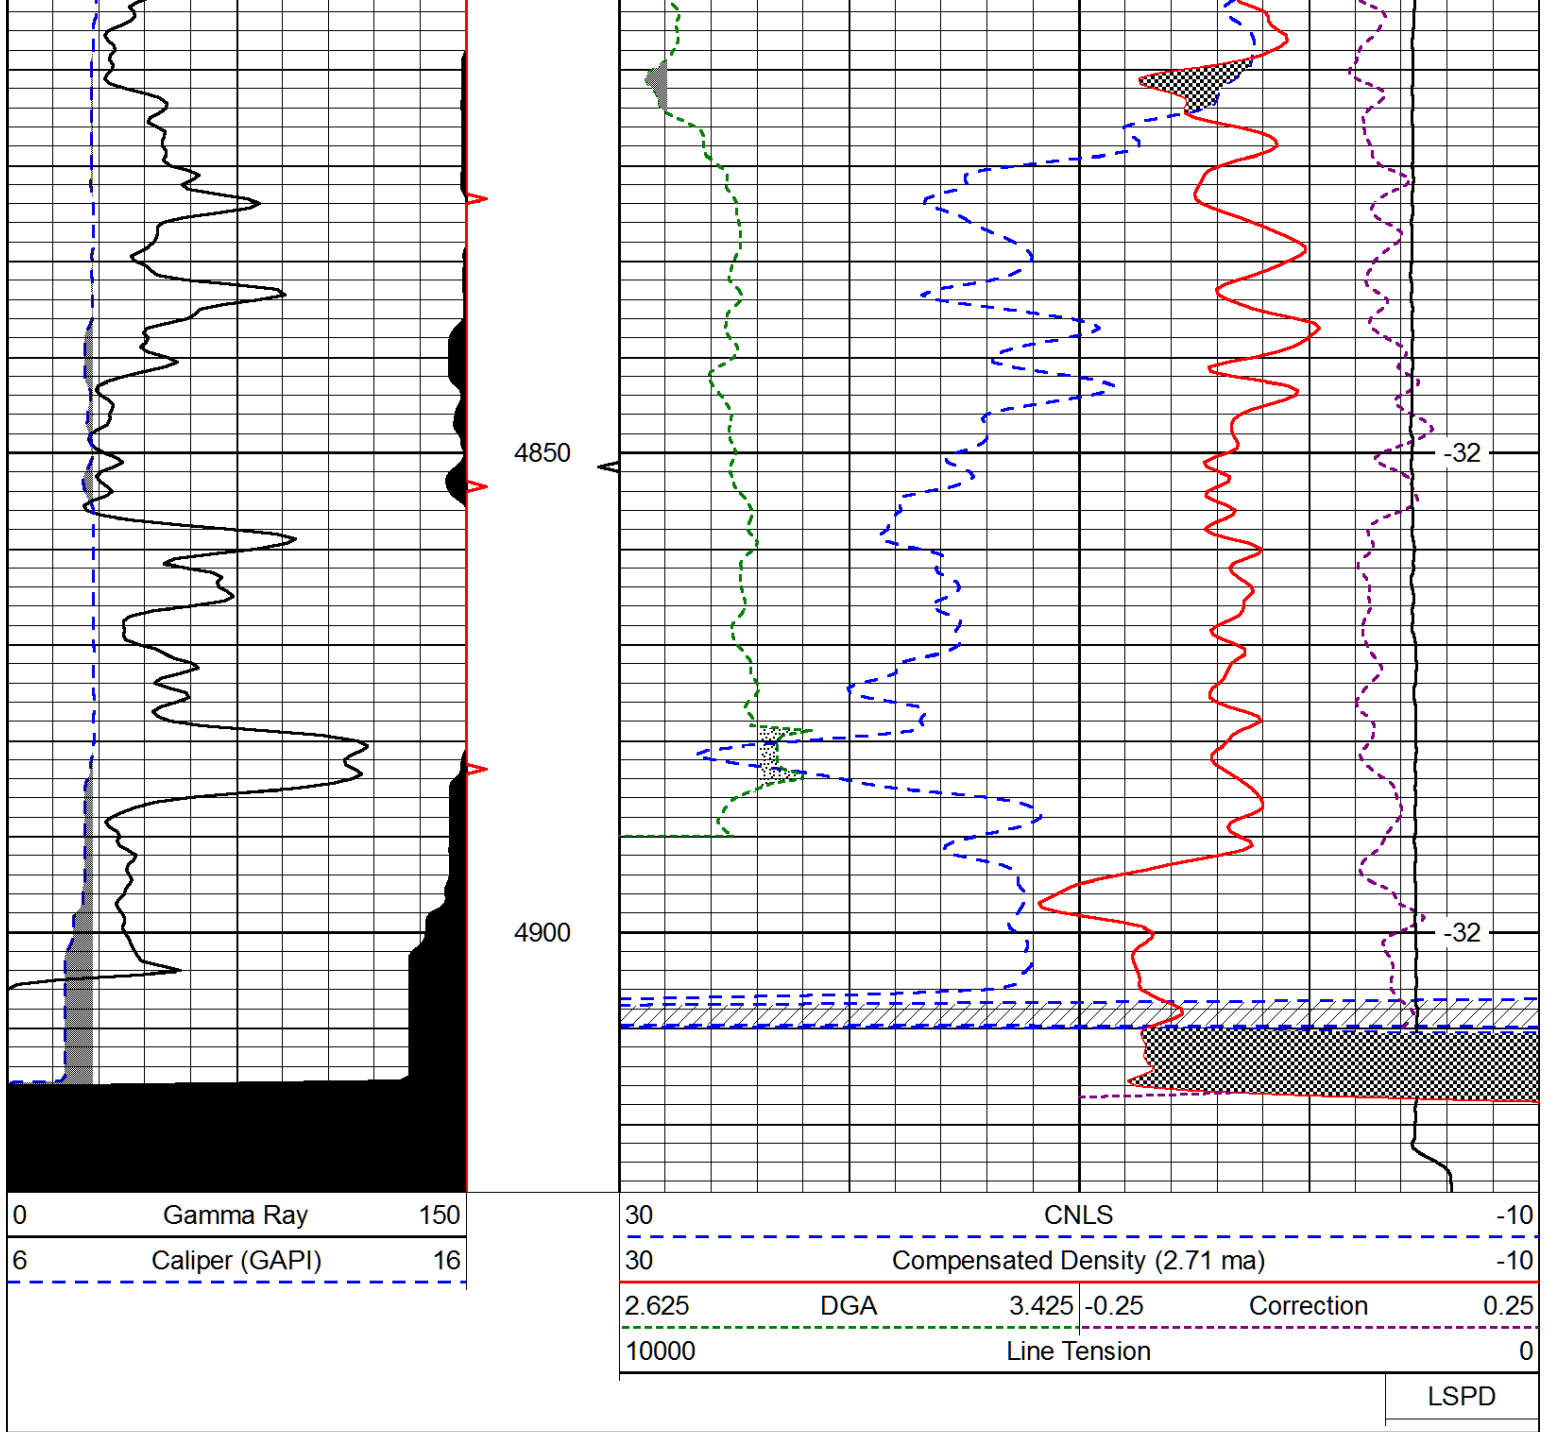 4850
-32
4900
-32
0 Gamma Ray 150
6 Caliper (GAPI) 16
30 CNLS -10
30 Compensated Density (2.71 ma) -10
2.625 DGA 3.425 -0.25 Correction 0.25
10000 Line Tension 0
LSPD